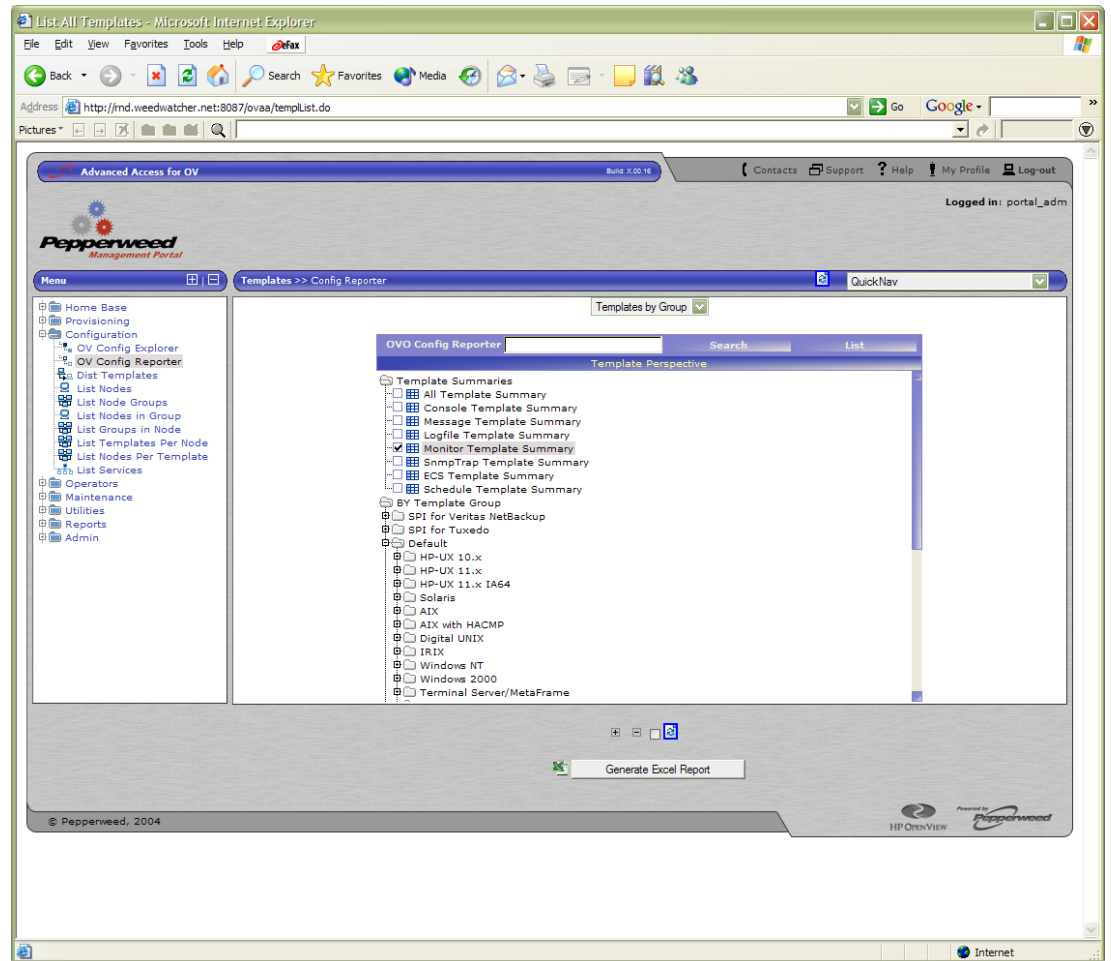 List All Templates - Microsoft Internet Explorer
File Edit View Favorites Tools Help eFax
Back Search Favorites Media
Address http://rnd.weedwatcher.net:8087/ovaa/templList.do Go Google
Pictures
Advanced Access for OV Build: X.00.16 Contacts Support ? Help My Profile Log-out
Logged in: portal_adm
Pepperweed
Management Portal
Menu Templates >> Config Reporter QuickNav
Templates by Group
Home Base
Provisioning
Configuration
OV Config Explorer
OV Config Reporter
Dist Templates
List Nodes
List Node Groups
List Nodes in Group
List Groups in Node
List Templates Per Node
List Nodes Per Template
List Services
Operators
Maintenance
Utilities
Reports
Admin
OVO Config Reporter Search List
Template Perspective
Template Summaries
All Template Summary
Console Template Summary
Message Template Summary
Logfile Template Summary
Monitor Template Summary
SnmpTrap Template Summary
ECS Template Summary
Schedule Template Summary
BY Template Group
SPI for Veritas NetBackup
SPI for Tuxedo
Default
HP-UX 10.x
HP-UX 11.x
HP-UX 11.x IA64
Solaris
AIX
AIX with HACMP
Digital UNIX
IRIX
Windows NT
Windows 2000
Terminal Server/MetaFrame
Generate Excel Report
© Pepperweed, 2004
HP OpenView
Powered by
Pepperweed
Internet